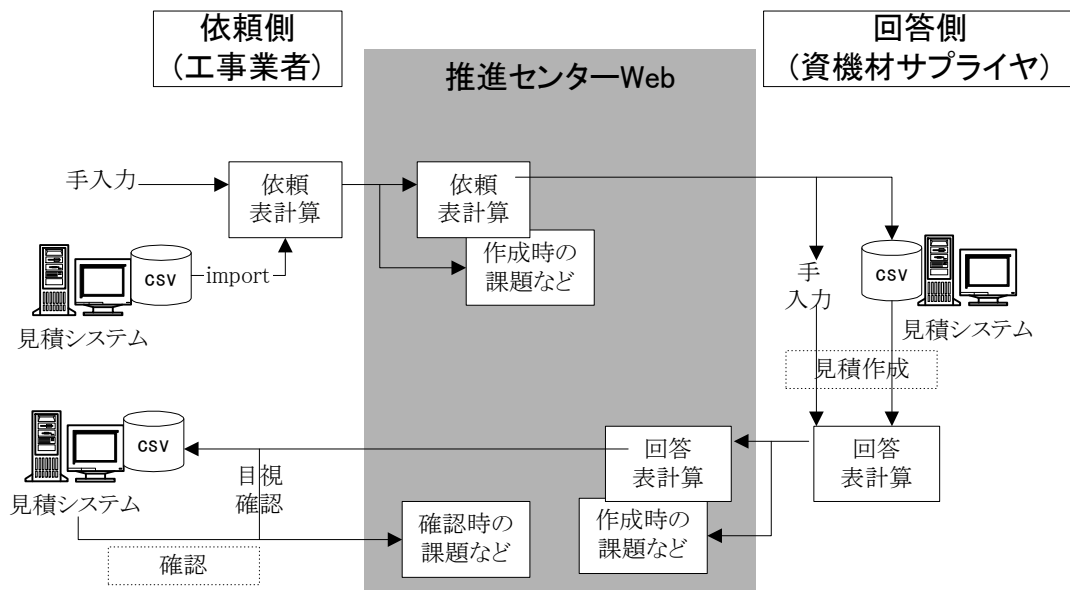 依頼側
（工事業者）
推進センターWeb
回答側
（資機材サプライヤ）
手入力
依頼
表計算
依頼
表計算
作成時の
課題など
CSV
import
見積システム
手
入力
CSV
見積システム
見積作成
CSV
見積システム
目視
確認
確認
回答
表計算
回答
表計算
確認時の
課題など
作成時の
課題など